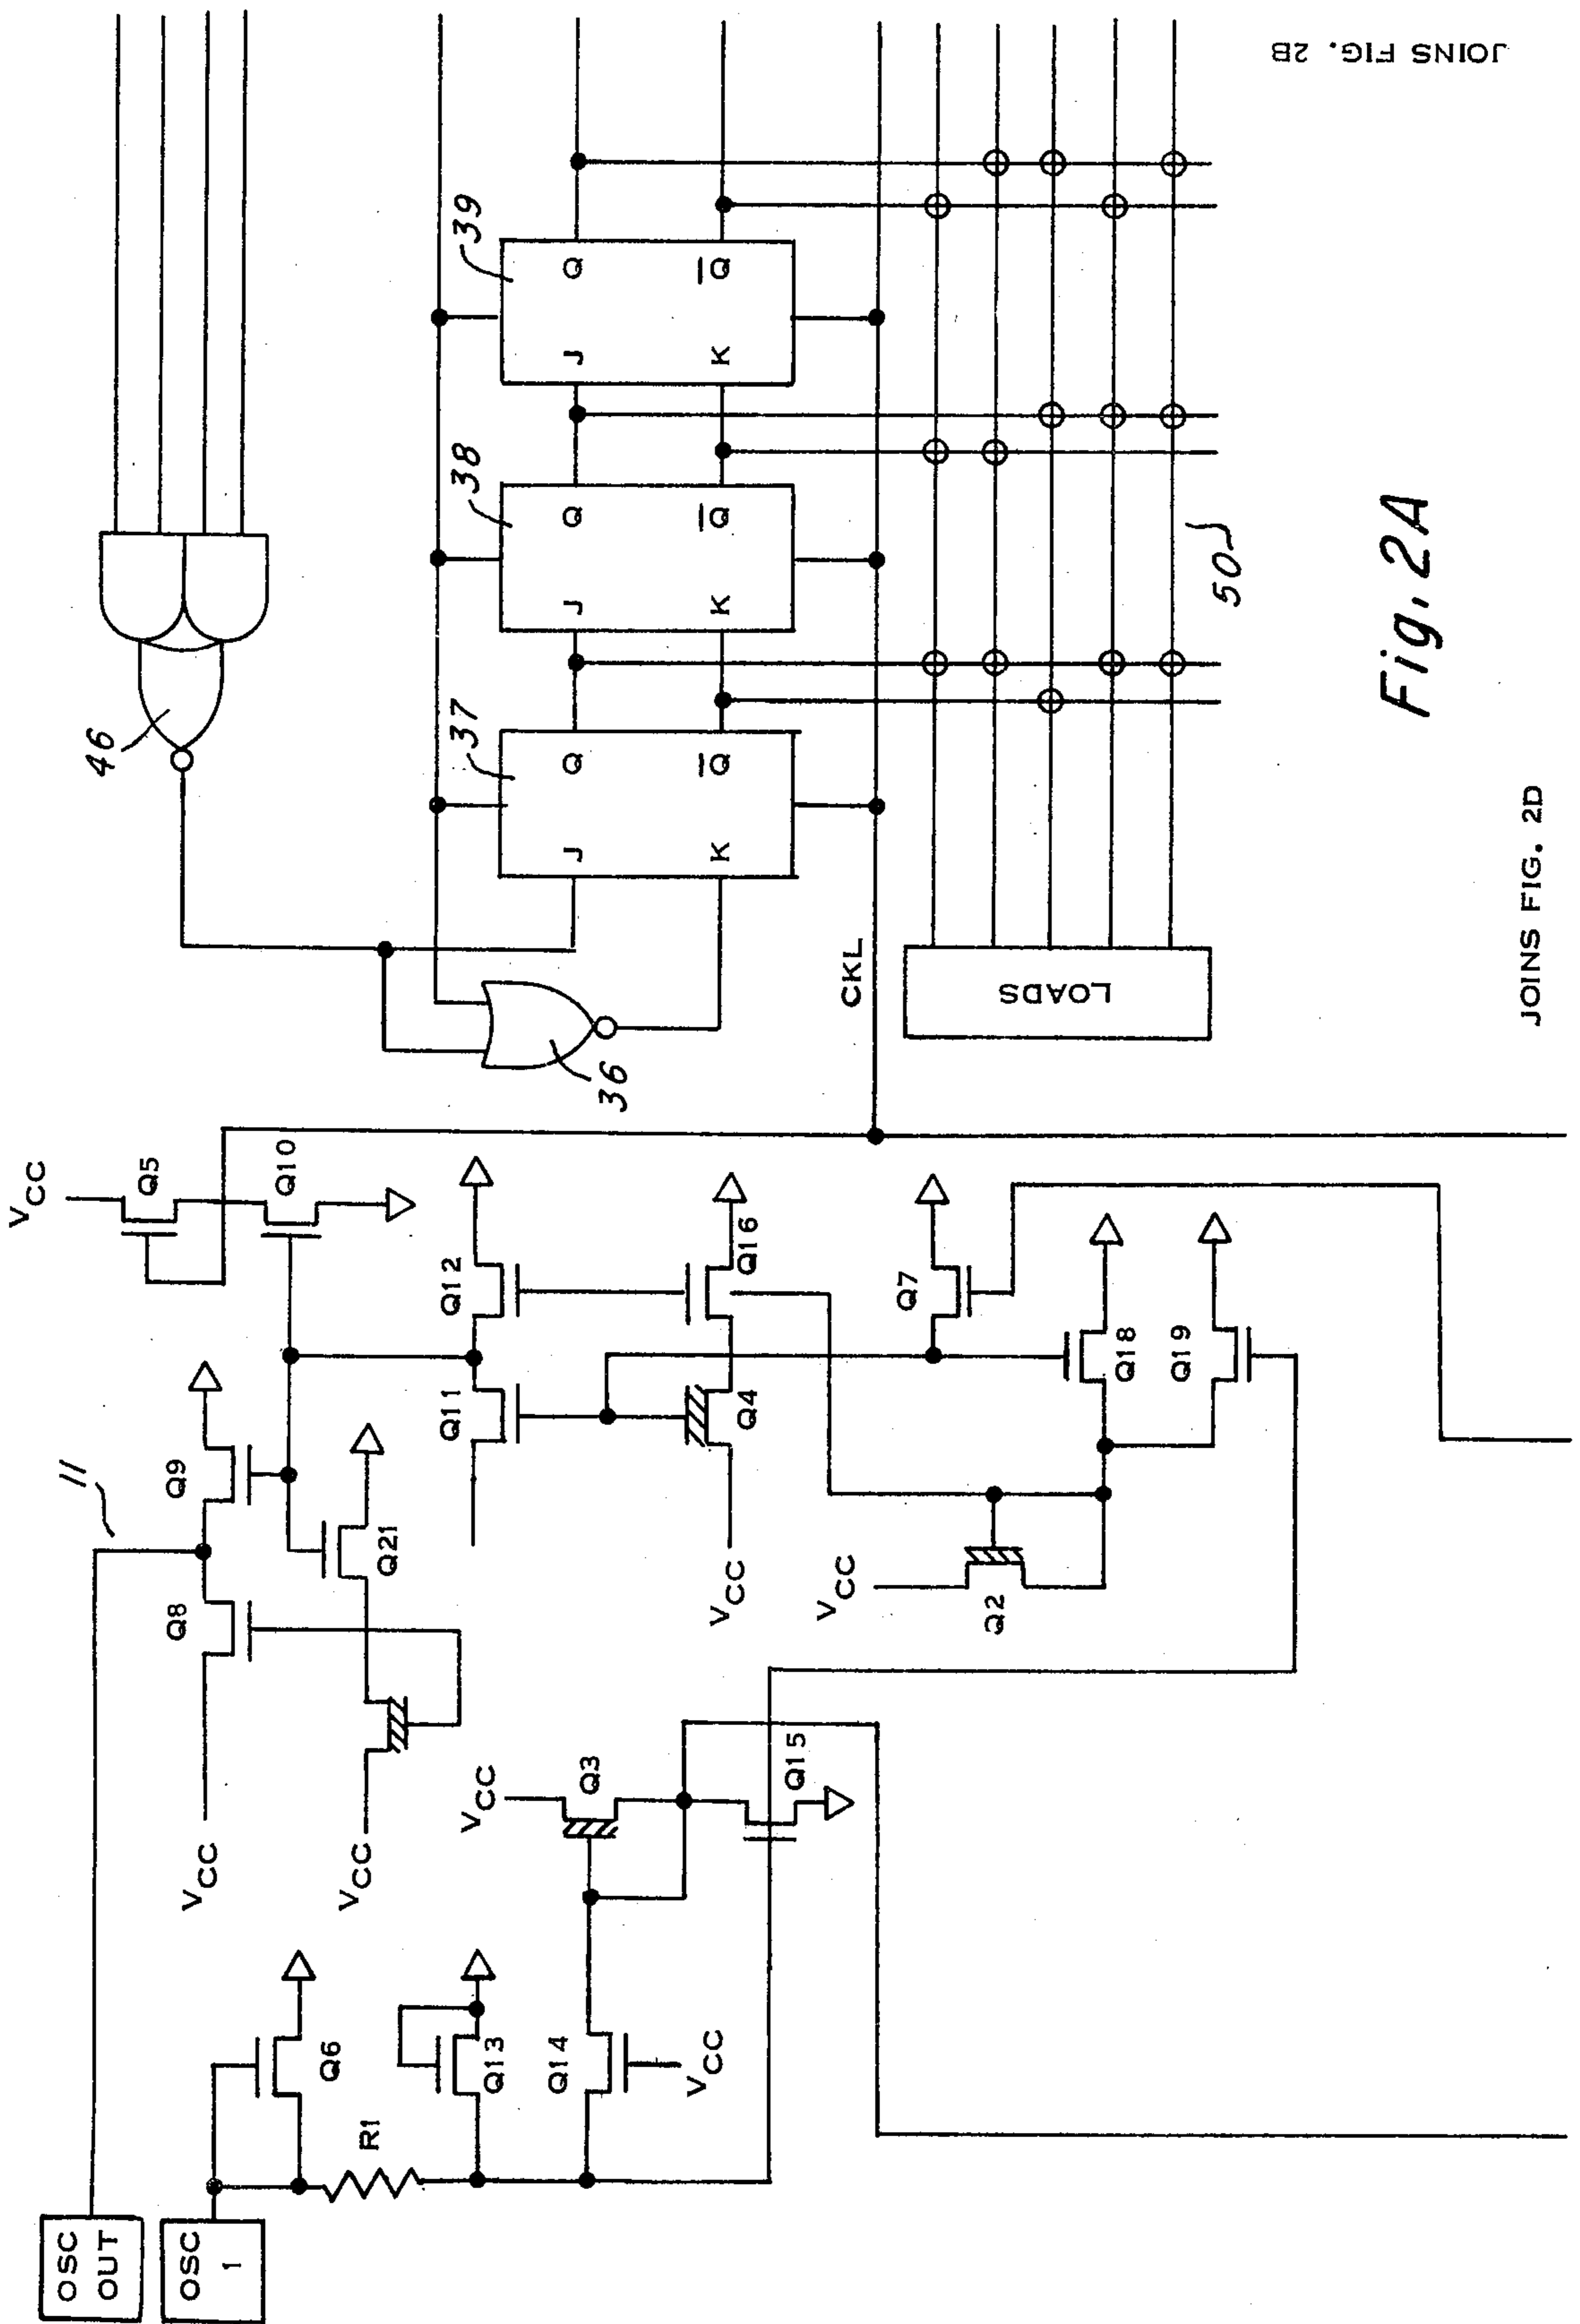 OSC
OUT
OSC
1
11
VCC
Q8
Q9
VCC
Q5
Q10
46
Q6
R1
VCC
Q21
Q13
Q14
VCC
VCC
Q3
Q15
Q11
Q12
VCC
Q4
Q16
VCC
Q2
Q7
Q18
Q19
36
37
J
Q
K
Q̅
38
J
Q
K
Q̅
39
J
Q
K
Q̅
CKL
LOADS
50
Fig. 2A
JOINS FIG. 2D
JOINS FIG. 2B